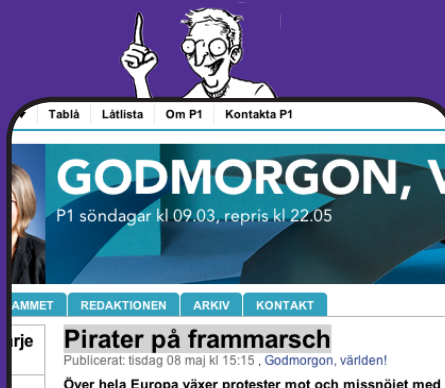 Tablå Låtlista Om P1 Kontakta P1
GODMORGON, V
P1 söndagar kl 09.03, repris kl 22.05
AMMET REDAKTIONEN ARKIV KONTAKT
rje
Pirater på frammarsch
Publicerat: tisdag 08 maj kl 15:15 , Godmorgon, världen!
Över hela Europa växer protester mot och missnöjet med